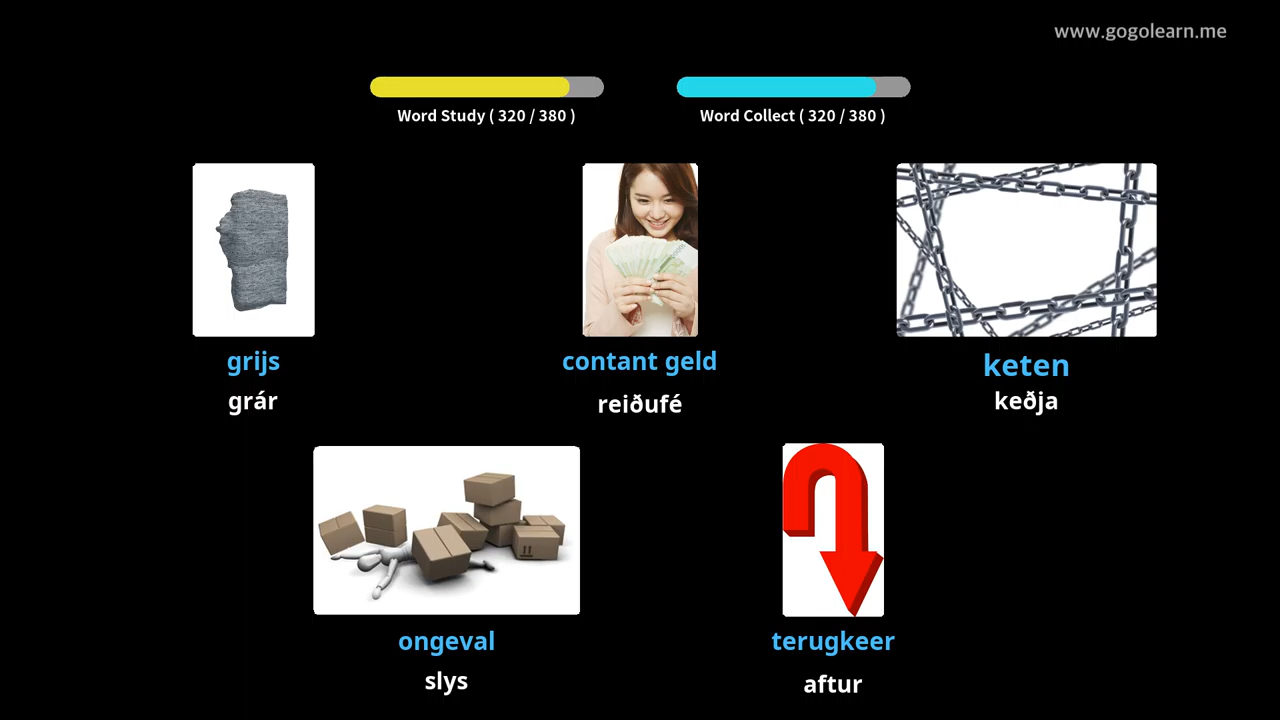 www.gogolearn.me
Word Study ( 320 / 380 )
Word Collect ( 320 / 380 )
grijs
grár
contant geld
reiðufé
keten
keðja
ongeval
slys
terugkeer
aftur